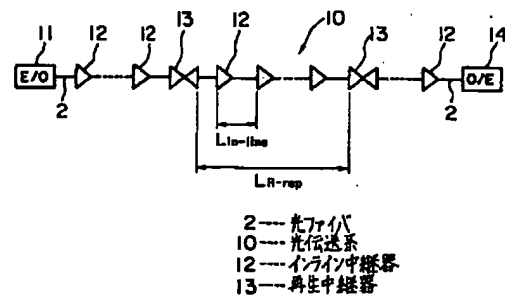 10
11 12 12 13 12 13 12 14
E/O O/E
2 2
Lin-line
LR-rep
2---- 光ファイバ
10---- 光伝送系
12---- インライン中継器
13---- 再生中継器